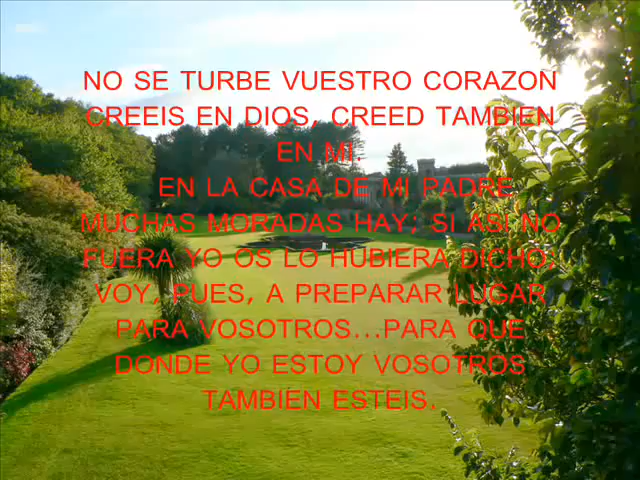 NO SE TURBE VUESTRO CORAZON
CREEIS EN DIOS, CREED TAMBIEN
EN MI.
EN LA CASA DE MI PADRE
MUCHAS MORADAS HAY; SI ASI NO
FUERA YO OS LO HUBIERA DICHO;
VOY, PUES, A PREPARAR LUGAR
PARA VOSOTROS...PARA QUE
DONDE YO ESTOY VOSOTROS
TAMBIEN ESTEIS.